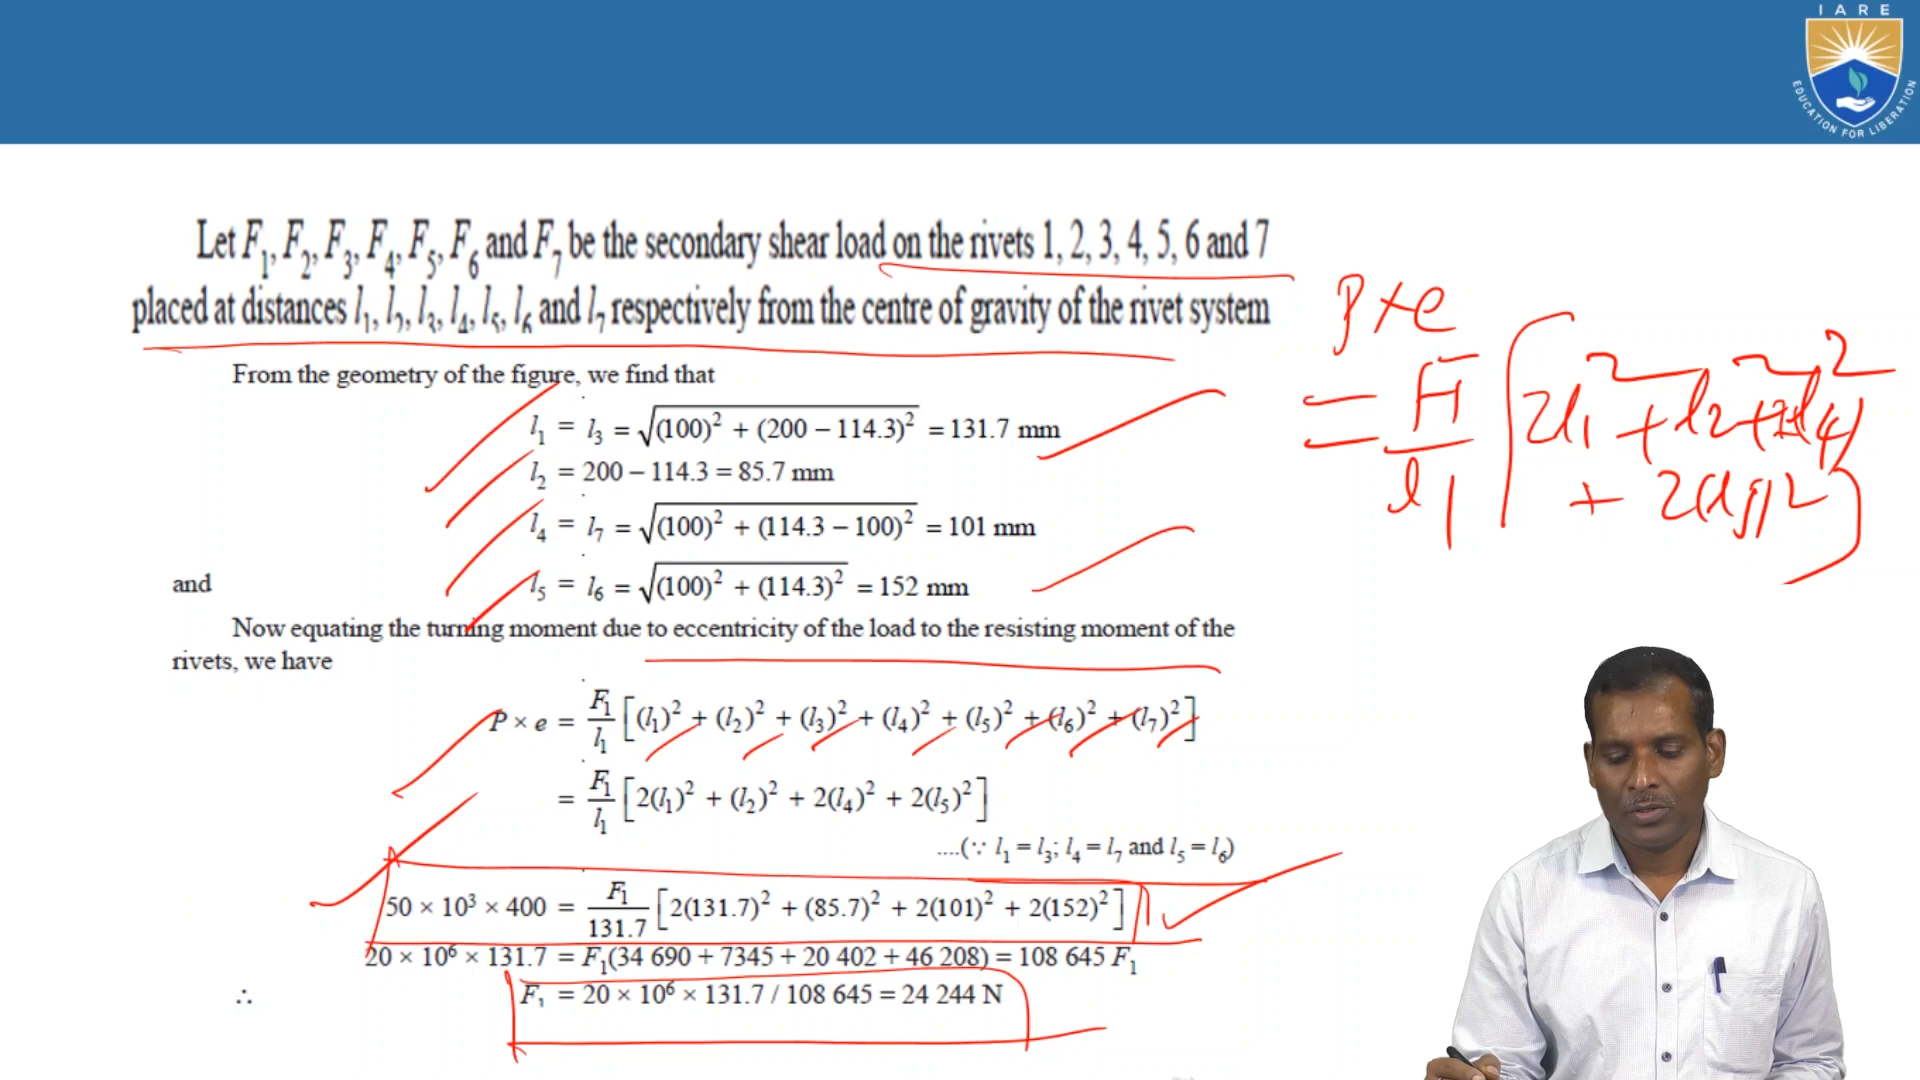 IARE
EDUCATION FOR LIBERATION
Let F₁, F₂, F₃, F₄, F₅, F₆ and F₇ be the secondary shear load on the rivets 1, 2, 3, 4, 5, 6 and 7
placed at distances l₁, l₂, l₃, l₄, l₅, l₆ and l₇ respectively from the centre of gravity of the rivet system
From the geometry of the figure, we find that
l₁ = l₃ = √(100)² + (200 − 114.3)² = 131.7 mm
l₂ = 200 − 114.3 = 85.7 mm
l₄ = l₇ = √(100)² + (114.3 − 100)² = 101 mm
and l₅ = l₆ = √(100)² + (114.3)² = 152 mm
Now equating the turning moment due to eccentricity of the load to the resisting moment of the
rivets, we have
P × e = F₁/l₁ [(l₁)² + (l₂)² + (l₃)² + (l₄)² + (l₅)² + (l₆)² + (l₇)²]
= F₁/l₁ [2(l₁)² + (l₂)² + 2(l₄)² + 2(l₅)²]
....(∵ l₁ = l₃; l₄ = l₇ and l₅ = l₆)
50 × 10³ × 400 = F₁/131.7 [2(131.7)² + (85.7)² + 2(101)² + 2(152)²]
20 × 10⁶ × 131.7 = F₁(34 690 + 7345 + 20 402 + 46 208) = 108 645 F₁
∴ F₁ = 20 × 10⁶ × 131.7 / 108 645 = 24 244 N
P × e
= F₁/l₁ [2l₁² + l₂² + 2l₄²
+ 2(l₅)²]